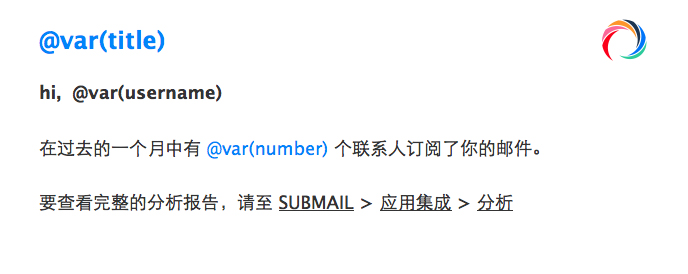 @var(title)
hi,  @var(username)
在过去的一个月中有 @var(number) 个联系人订阅了你的邮件。
要查看完整的分析报告，请至 SUBMAIL > 应用集成 > 分析